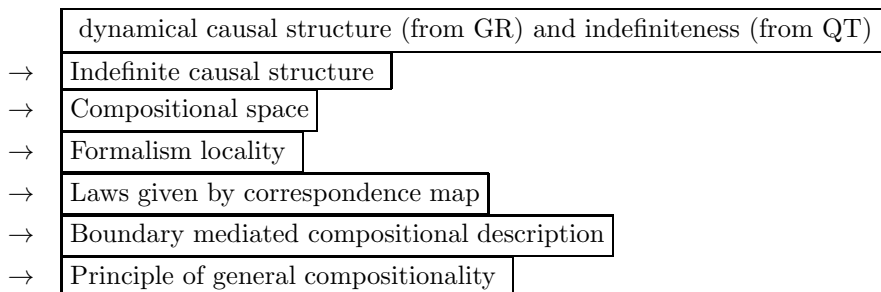 dynamical causal structure (from GR) and indefiniteness (from QT)
→ Indefinite causal structure
→ Compositional space
→ Formalism locality
→ Laws given by correspondence map
→ Boundary mediated compositional description
→ Principle of general compositionality